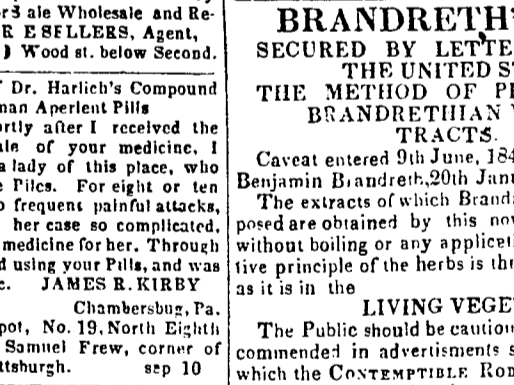 ale Wholesale and Re-
R E SELLERS, Agent,
) Wood st. below Second.
Dr. Harlich's Compound
man Aperient Pills
ortly after I received the
ale of your medicine, I
a lady of this place, who
e Piles. For eight or ten
o frequent painful attacks,
her case so complicated,
medicine for her. Through
d using your Pills, and was
c. JAMES R. KIRBY
Chambersbug, Pa.
pot, No. 19, North Eighth
Samuel Frew, corner of
ttsburgh. sep 10
BRANDRETH'
SECURED BY LETTE
THE UNITED S
THE METHOD OF P
BRANDRETHIAN
TRACTS.
Caveat entered 9th June, 184
Benjamin Brandreth, 20th Janu
The extracts of which Brand
posed are obtained by this nov
without boiling or any applicati
tive principle of the herbs is th
as it is in the
LIVING VEGE
The Public should be cautiou
commended in advertisments s
which the CONTEMPTIBLE ROB